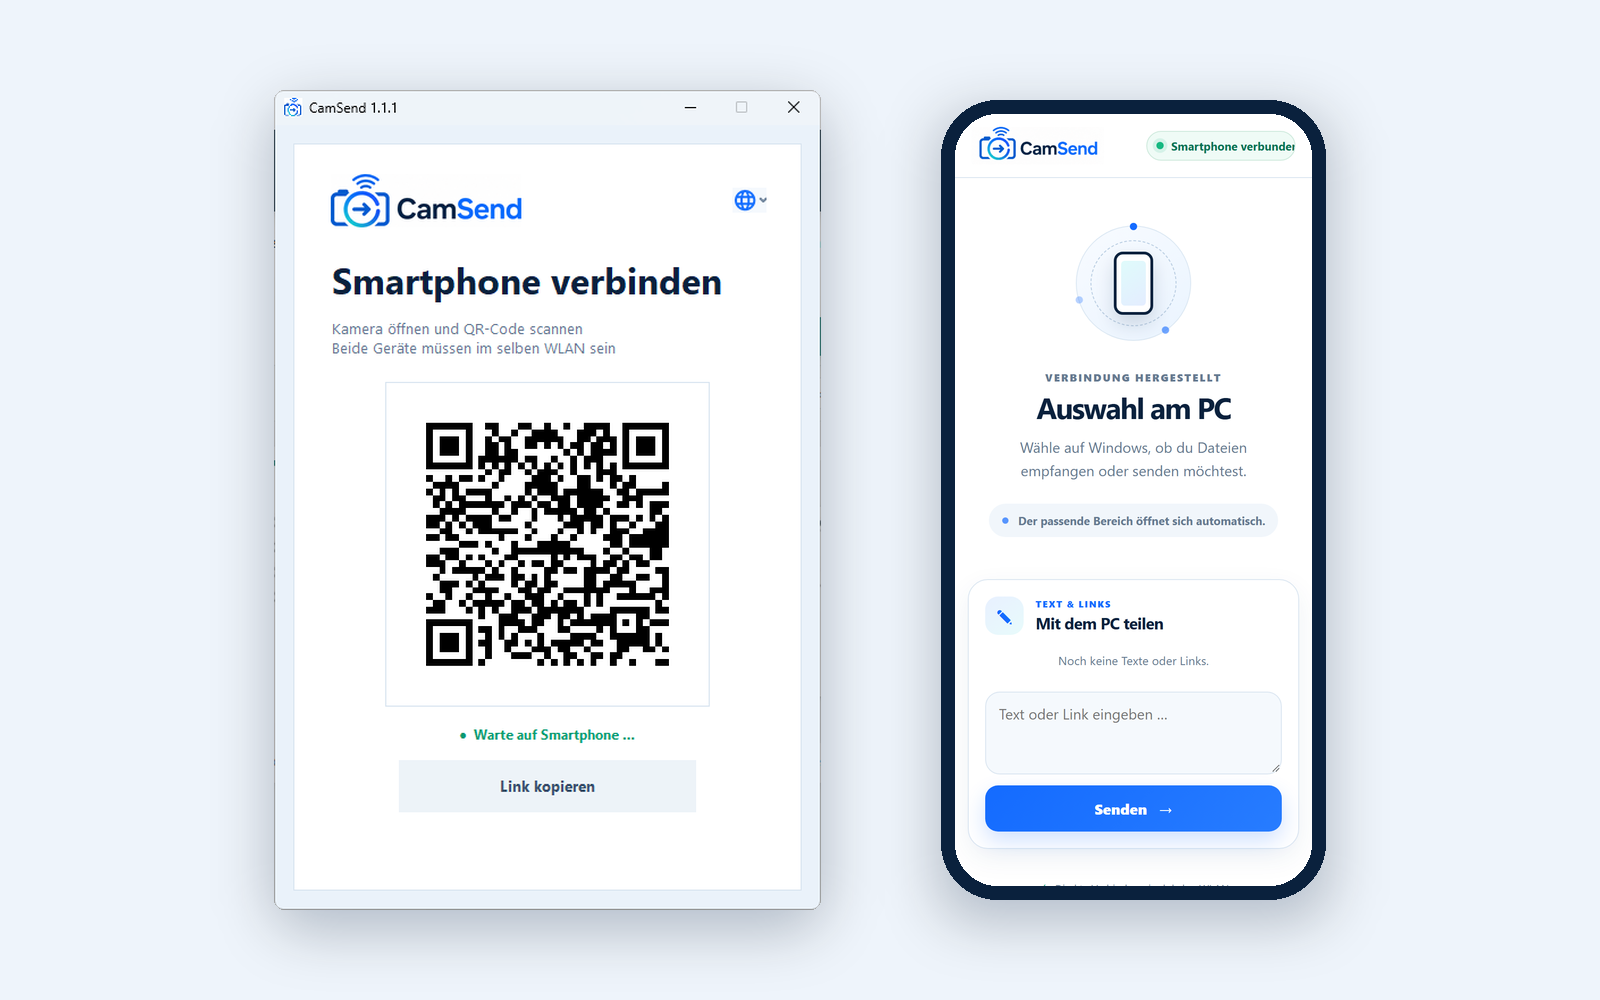 CamSend 1.1.1
CamSend
Smartphone verbinden
Kamera öffnen und QR-Code scannen
Beide Geräte müssen im selben WLAN sein
• Warte auf Smartphone ...
Link kopieren
CamSend
Smartphone verbunden
VERBINDUNG HERGESTELLT
Auswahl am PC
Wähle auf Windows, ob du Dateien
empfangen oder senden möchtest.
Der passende Bereich öffnet sich automatisch.
TEXT & LINKS
Mit dem PC teilen
Noch keine Texte oder Links.
Text oder Link eingeben ...
Senden →